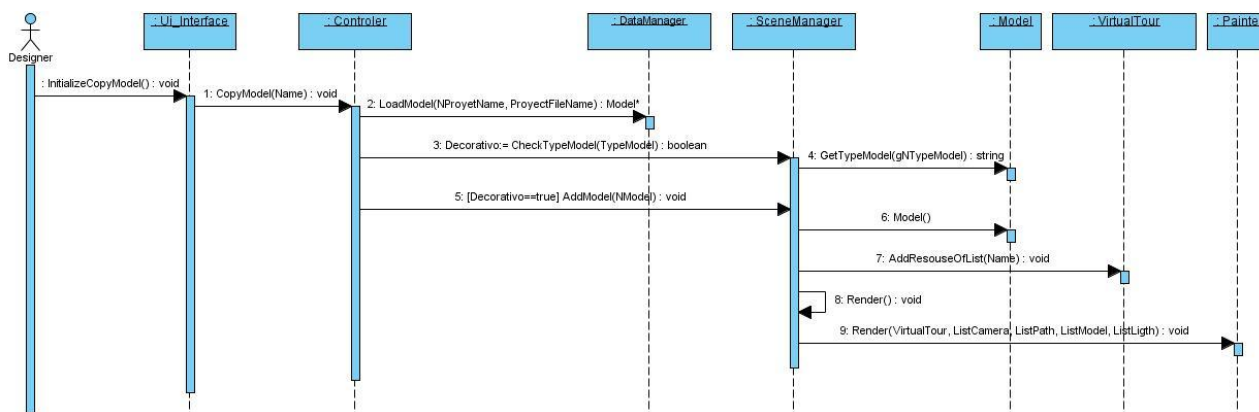 : Ui_Interface
: Controler
: DataManager
: SceneManager
: Model
: VirtualTour
: Painte
Designer
: InitializeCopyModel() : void
1: CopyModel(Name) : void
2: LoadModel(NProyetName, ProyectFileName) : Model*
3: Decorativo:= CheckTypeModel(TypeModel) : boolean
4: GetTypeModel(gNTypeModel) : string
5: [Decorativo==true] AddModel(NModel) : void
6: Model()
7: AddResouseOfList(Name) : void
8: Render() : void
9: Render(VirtualTour, ListCamera, ListPath, ListModel, ListLigth) : void